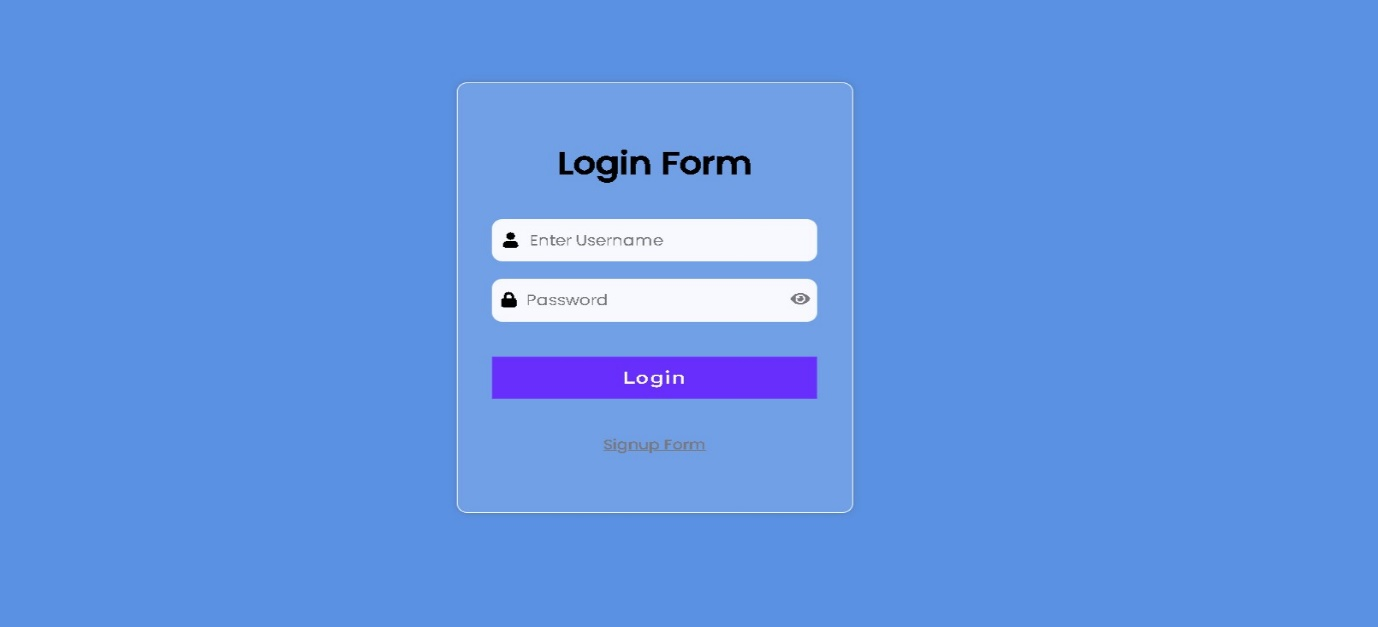 Login Form
Enter Username
Password
Login
Signup Form